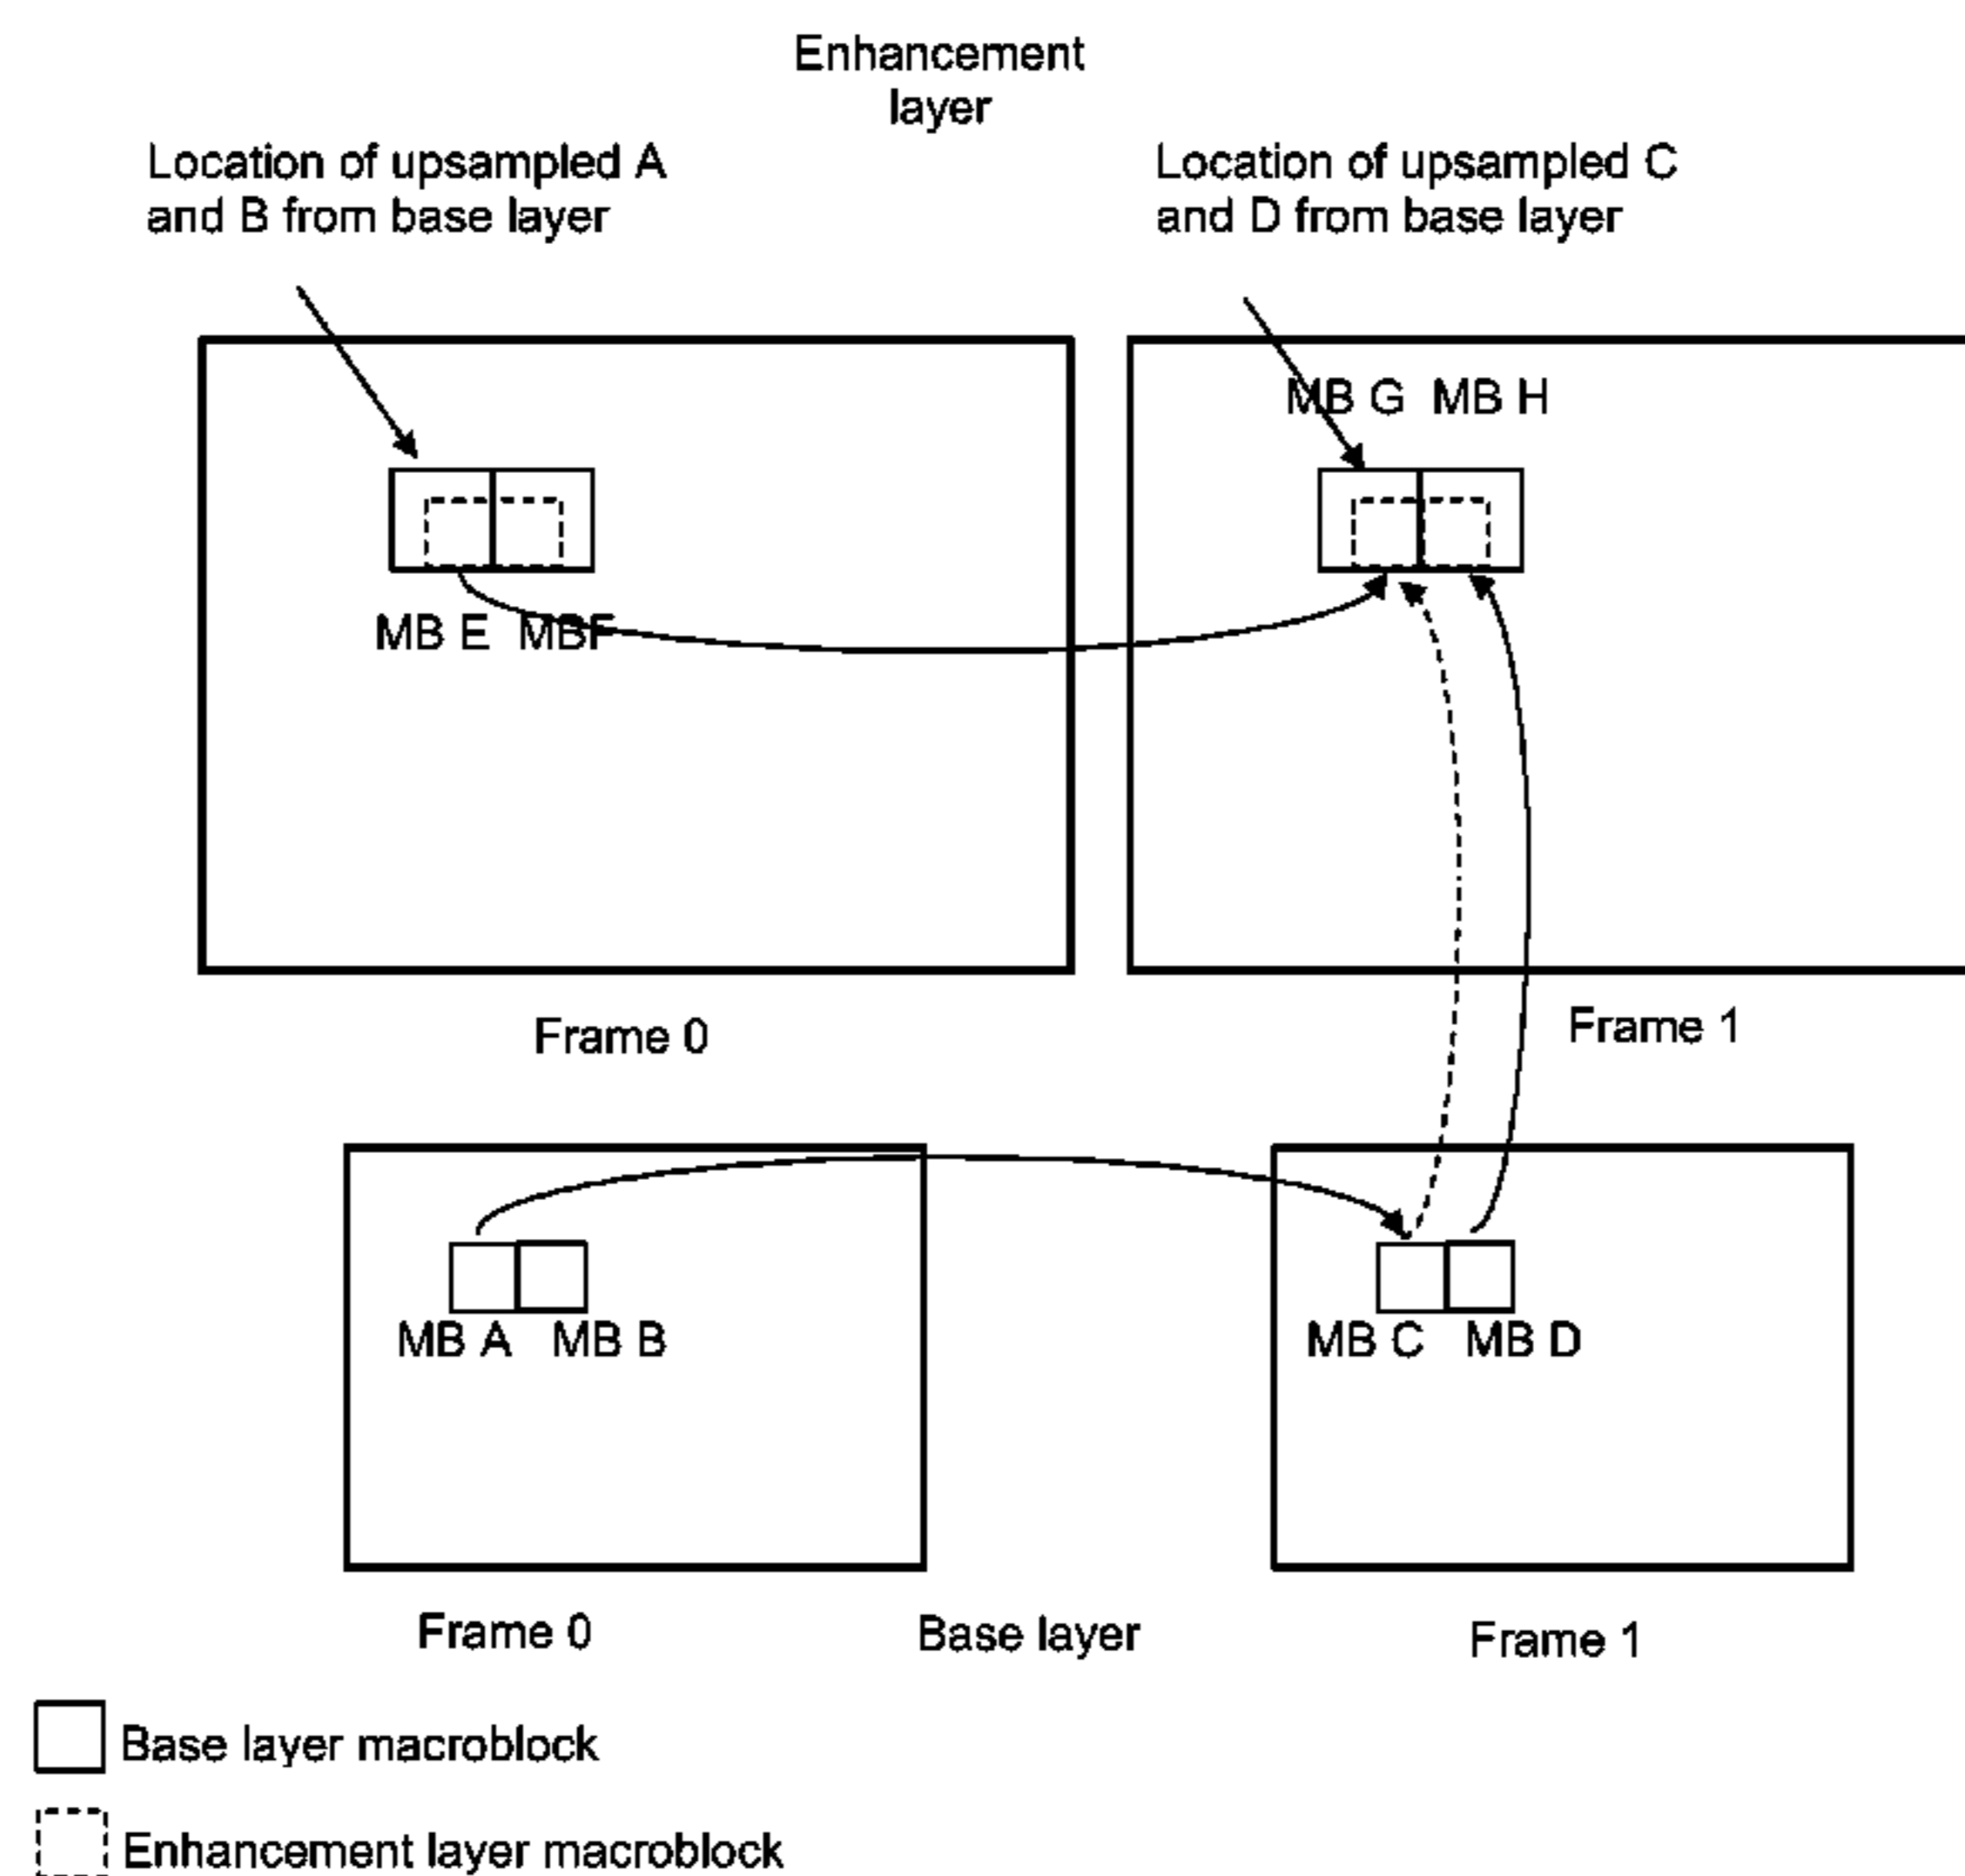 Enhancement
layer
Location of upsampled A
and B from base layer
Location of upsampled C
and D from base layer
MB G MB H
MB E MBF
Frame 0
Frame 1
MB A MB B
MB C MB D
Frame 0
Base layer
Frame 1
Base layer macroblock
Enhancement layer macroblock